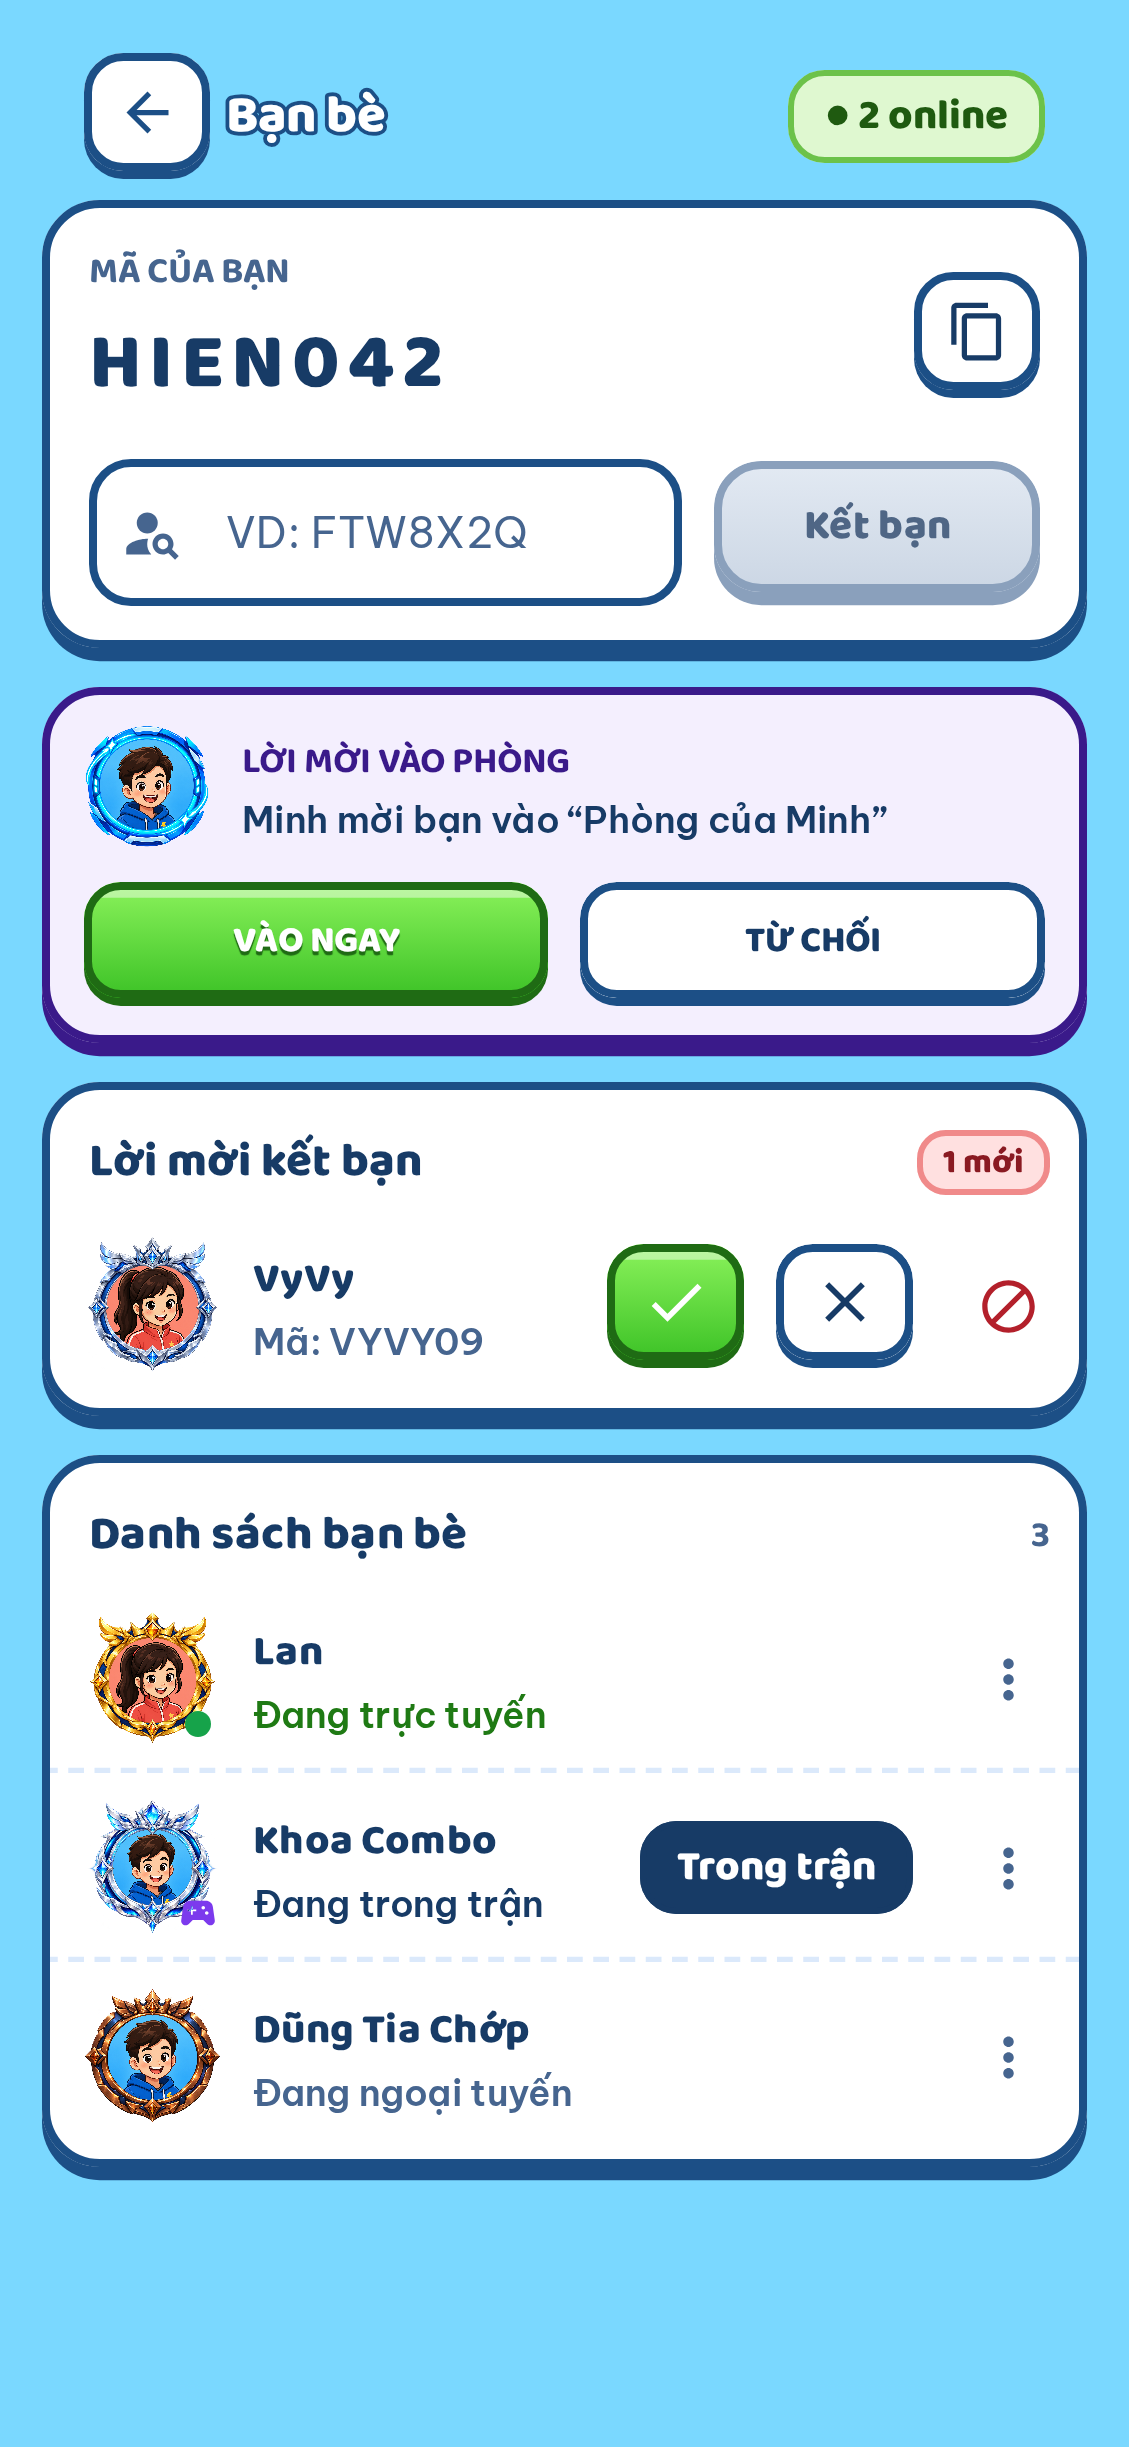 Bạn bè
2 online
MÃ CỦA BẠN
HIEN042
VD: FTW8X2Q
Kết bạn
LỜI MỜI VÀO PHÒNG
Minh mời bạn vào “Phòng của Minh”
VÀO NGAY
TỪ CHỐI
Lời mời kết bạn
1 mới
VyVy
Mã: VYVY09
Danh sách bạn bè
3
Lan
Đang trực tuyến
Khoa Combo
Đang trong trận
Trong trận
Dũng Tia Chớp
Đang ngoại tuyến